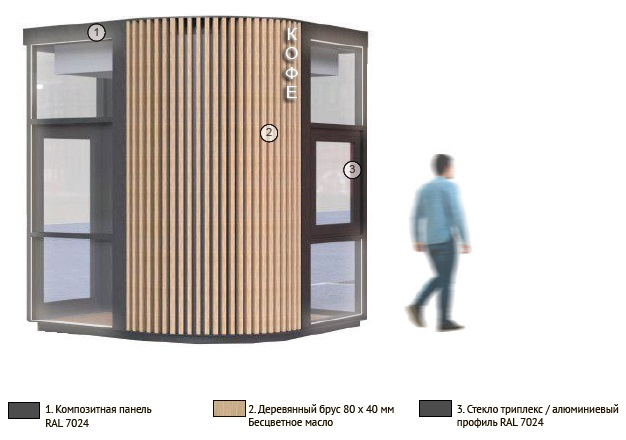 1
КОФЕ
2
3
1. Композитная панель
RAL 7024
2. Деревянный брус 80 x 40 мм
Бесцветное масло
3. Стекло триплекс / алюминиевый
профиль RAL 7024